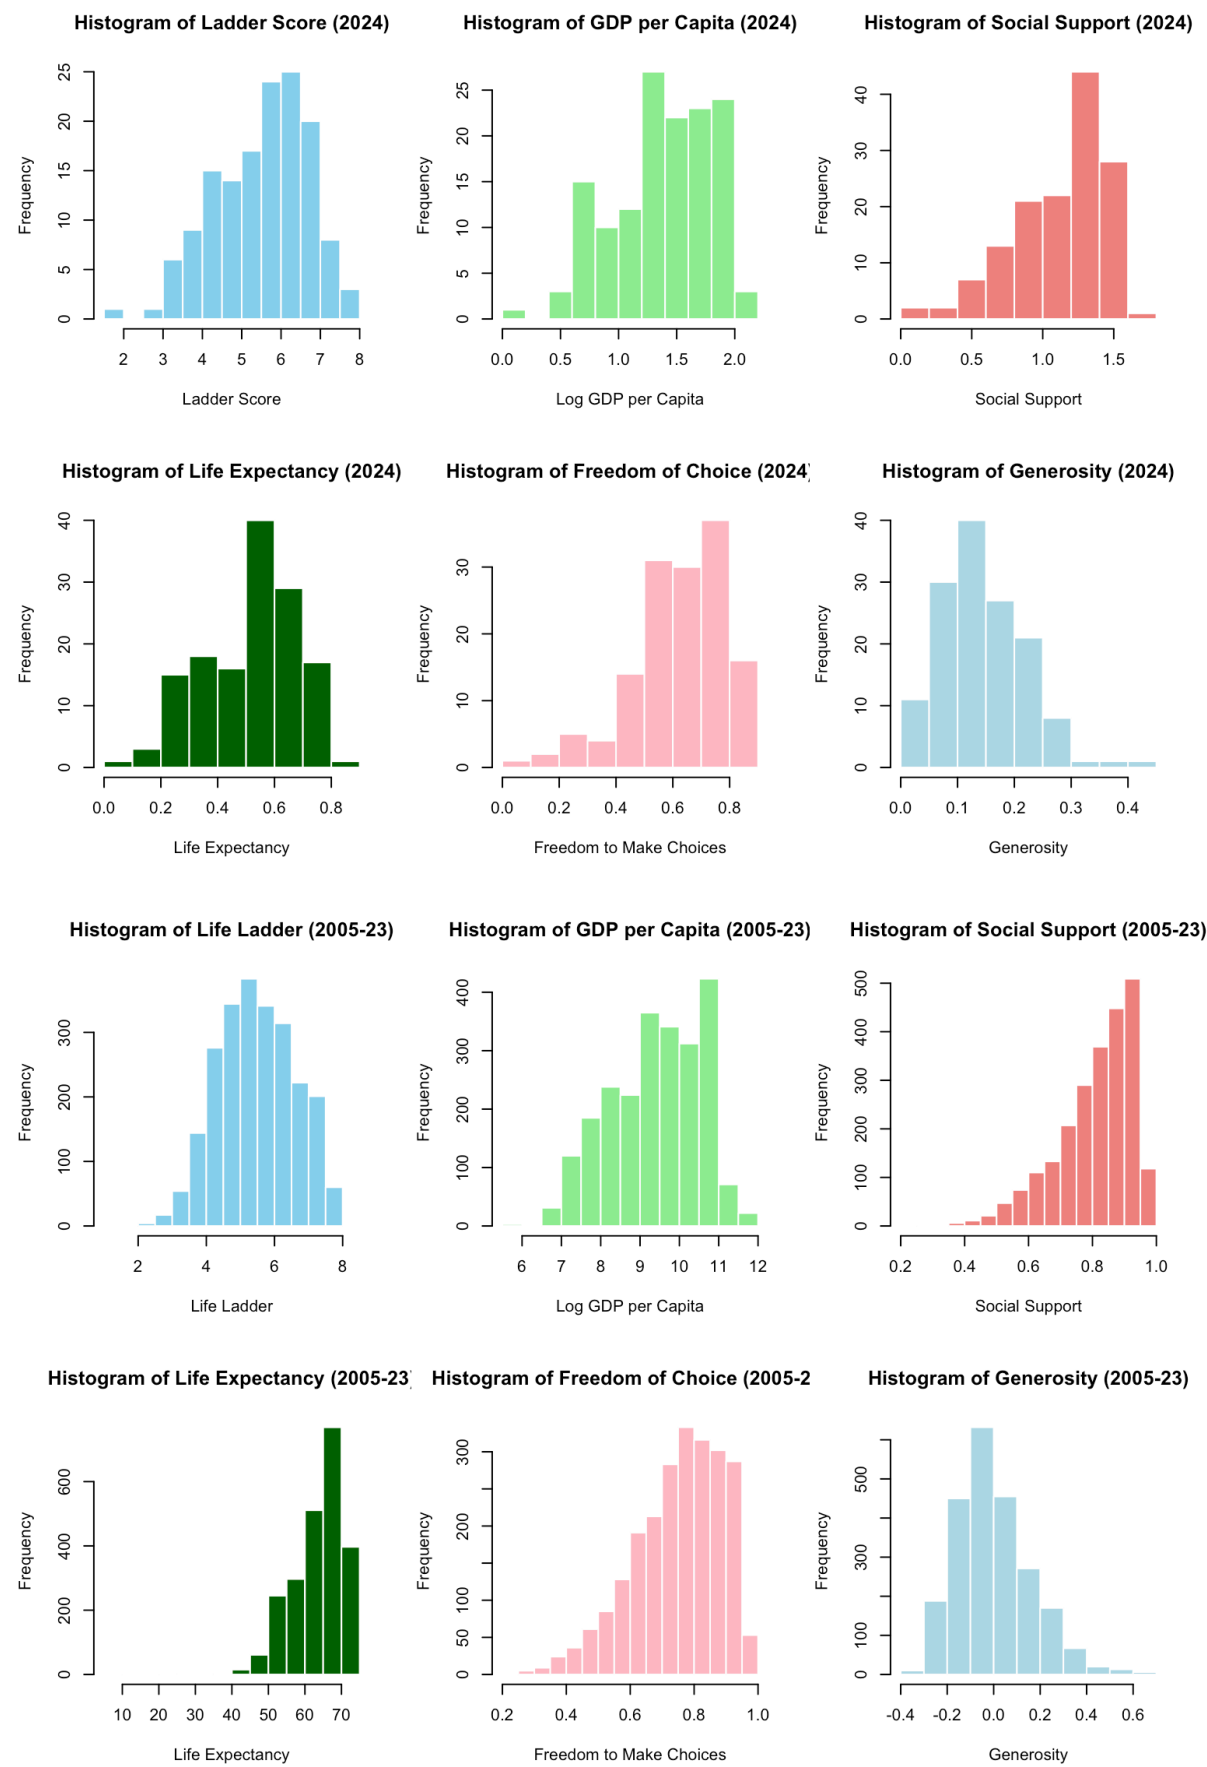 Histogram of Ladder Score (2024)
Frequency
0 5 10 15 20 25
2 3 4 5 6 7 8
Ladder Score
Histogram of GDP per Capita (2024)
Frequency
0 5 10 15 20 25
0.0 0.5 1.0 1.5 2.0
Log GDP per Capita
Histogram of Social Support (2024)
Frequency
0 10 20 30 40
0.0 0.5 1.0 1.5
Social Support
Histogram of Life Expectancy (2024)
Frequency
0 10 20 30 40
0.0 0.2 0.4 0.6 0.8
Life Expectancy
Histogram of Freedom of Choice (2024)
Frequency
0 10 20 30
0.0 0.2 0.4 0.6 0.8
Freedom to Make Choices
Histogram of Generosity (2024)
Frequency
0 10 20 30 40
0.0 0.1 0.2 0.3 0.4
Generosity
Histogram of Life Ladder (2005-23)
Frequency
0 100 200 300
2 4 6 8
Life Ladder
Histogram of GDP per Capita (2005-23)
Frequency
0 100 200 300 400
6 7 8 9 10 11 12
Log GDP per Capita
Histogram of Social Support (2005-23)
Frequency
0 100 200 300 400 500
0.2 0.4 0.6 0.8 1.0
Social Support
Histogram of Life Expectancy (2005-23)
Frequency
0 200 400 600
10 20 30 40 50 60 70
Life Expectancy
Histogram of Freedom of Choice (2005-2
Frequency
0 50 100 200 300
0.2 0.4 0.6 0.8 1.0
Freedom to Make Choices
Histogram of Generosity (2005-23)
Frequency
0 100 300 500
-0.4 -0.2 0.0 0.2 0.4 0.6
Generosity